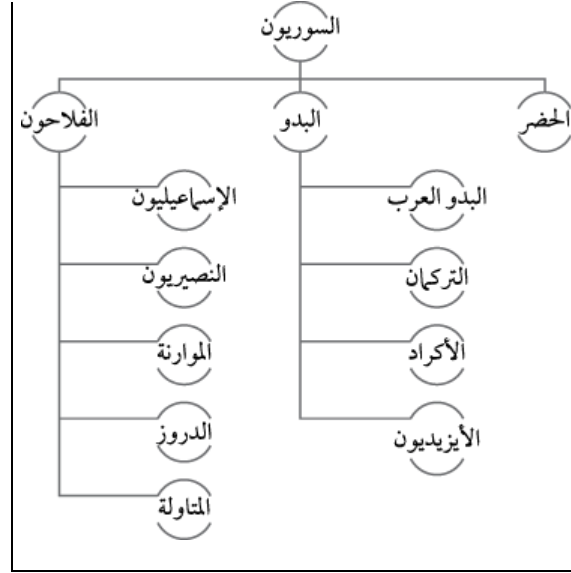 السوريون
الحضر
البدو
الفلاحون
البدو العرب
التركمان
الأكراد
الأيزيديون
الإسماعيليون
النصيريون
الموارنة
الدروز
المتاولة